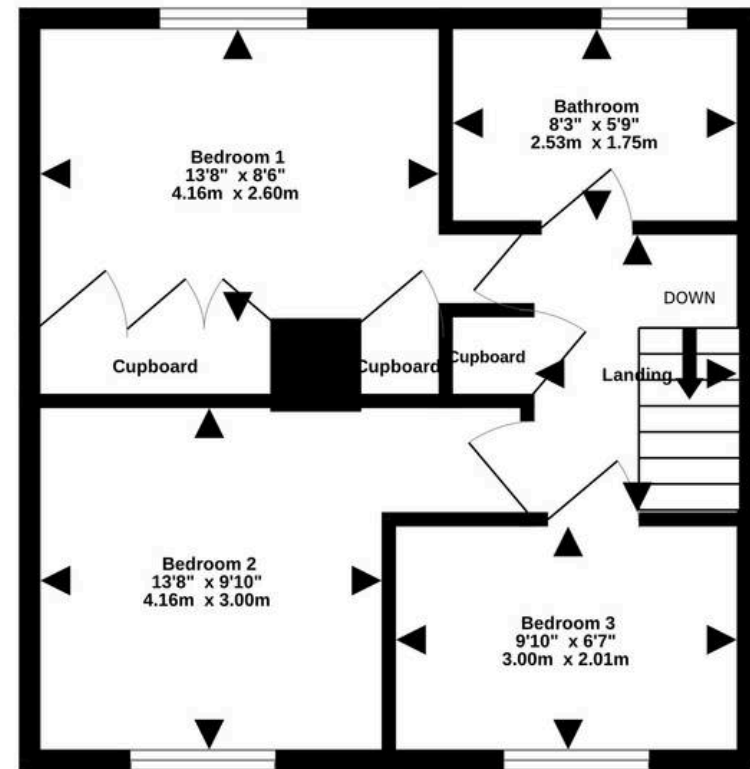 Bedroom 1
13'8" x 8'6"
4.16m x 2.60m
Bathroom
8'3" x 5'9"
2.53m x 1.75m
DOWN
Cupboard
Cupboard
Cupboard
Landing
Bedroom 2
13'8" x 9'10"
4.16m x 3.00m
Bedroom 3
9'10" x 6'7"
3.00m x 2.01m